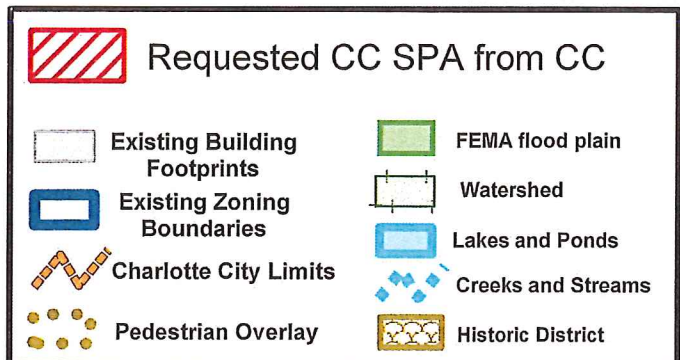 Requested CC SPA from CC
Existing Building
Footprints
Existing Zoning
Boundaries
Charlotte City Limits
Pedestrian Overlay
FEMA flood plain
Watershed
Lakes and Ponds
Creeks and Streams
Historic District